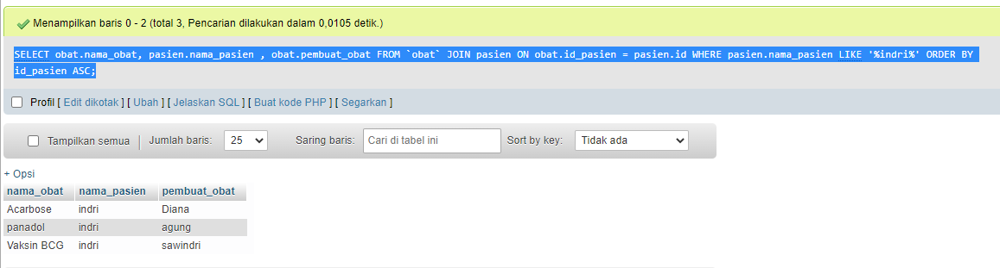 Menampilkan baris 0 - 2 (total 3, Pencarian dilakukan dalam 0,0105 detik.)
SELECT obat.nama_obat, pasien.nama_pasien , obat.pembuat_obat FROM `obat` JOIN pasien ON obat.id_pasien = pasien.id WHERE pasien.nama_pasien LIKE '%indri%' ORDER BY
id_pasien ASC;
Profil [ Edit dikotak ] [ Ubah ] [ Jelaskan SQL ] [ Buat kode PHP ] [ Segarkan ]
Tampilkan semua | Jumlah baris: 25 Saring baris: Cari di tabel ini Sort by key: Tidak ada
+ Opsi
nama_obat nama_pasien pembuat_obat
Acarbose indri Diana
panadol indri agung
Vaksin BCG indri sawindri